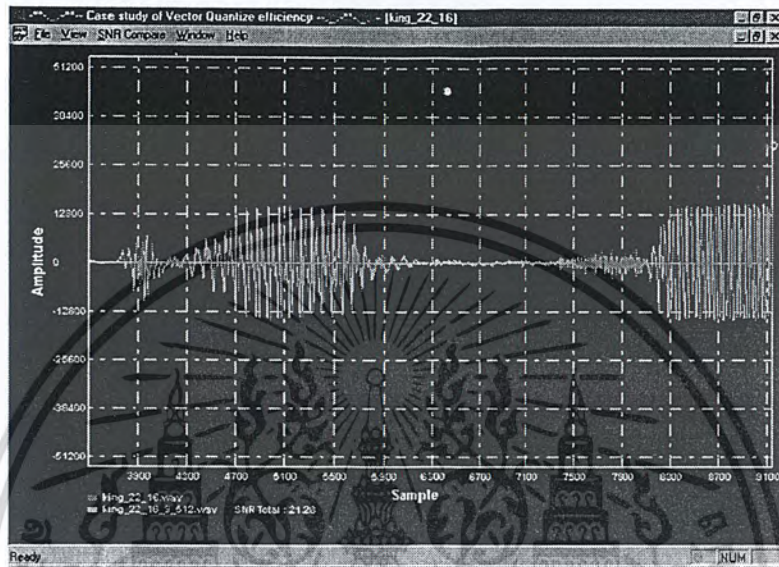 Case study of Vector Quantize efficiency - [king_22_16]
File View SNR Compare Window Help
51200
38400
25600
12800
0
-12800
-25600
-38400
-51200
Amplitude
3900 4300 4700 5100 5500 5900 6300 6700 7100 7500 7900 8300 8700 9100
Sample
king_22_16.wav
king_22_16_2_512.wav SNR Total : 21.28
Ready
NUM